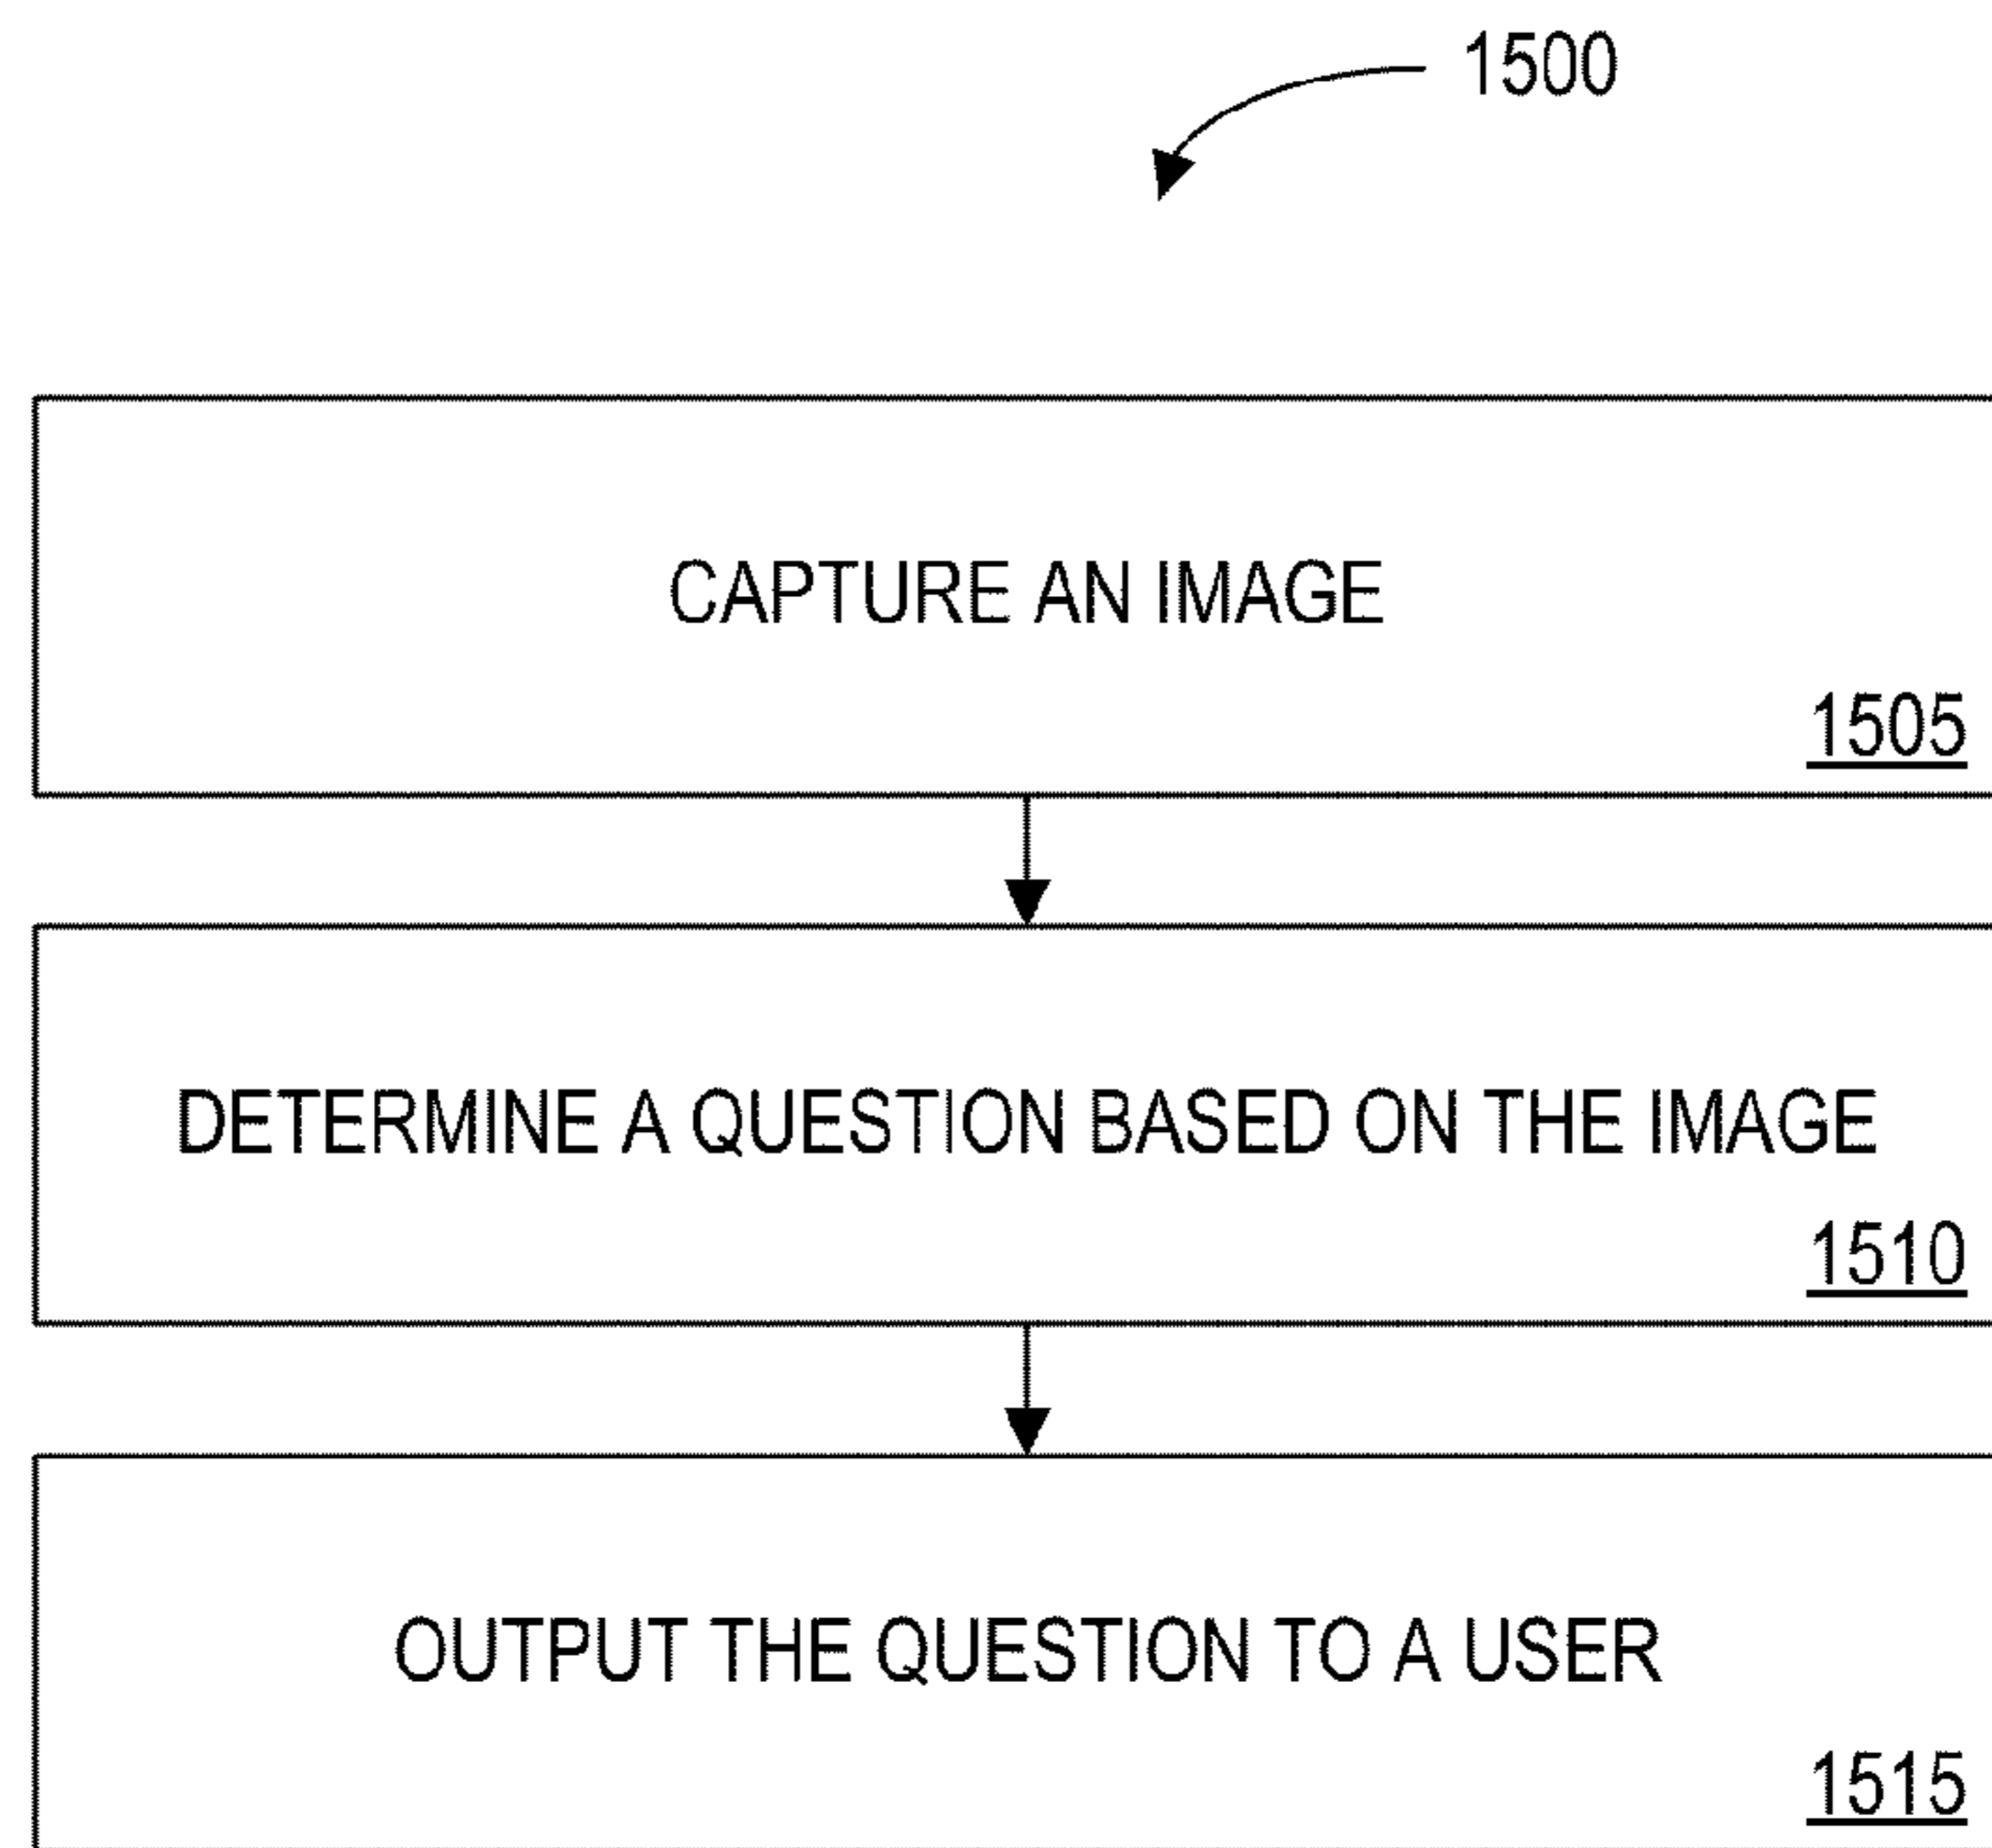 1500
CAPTURE AN IMAGE
1505
DETERMINE A QUESTION BASED ON THE IMAGE
1510
OUTPUT THE QUESTION TO A USER
1515